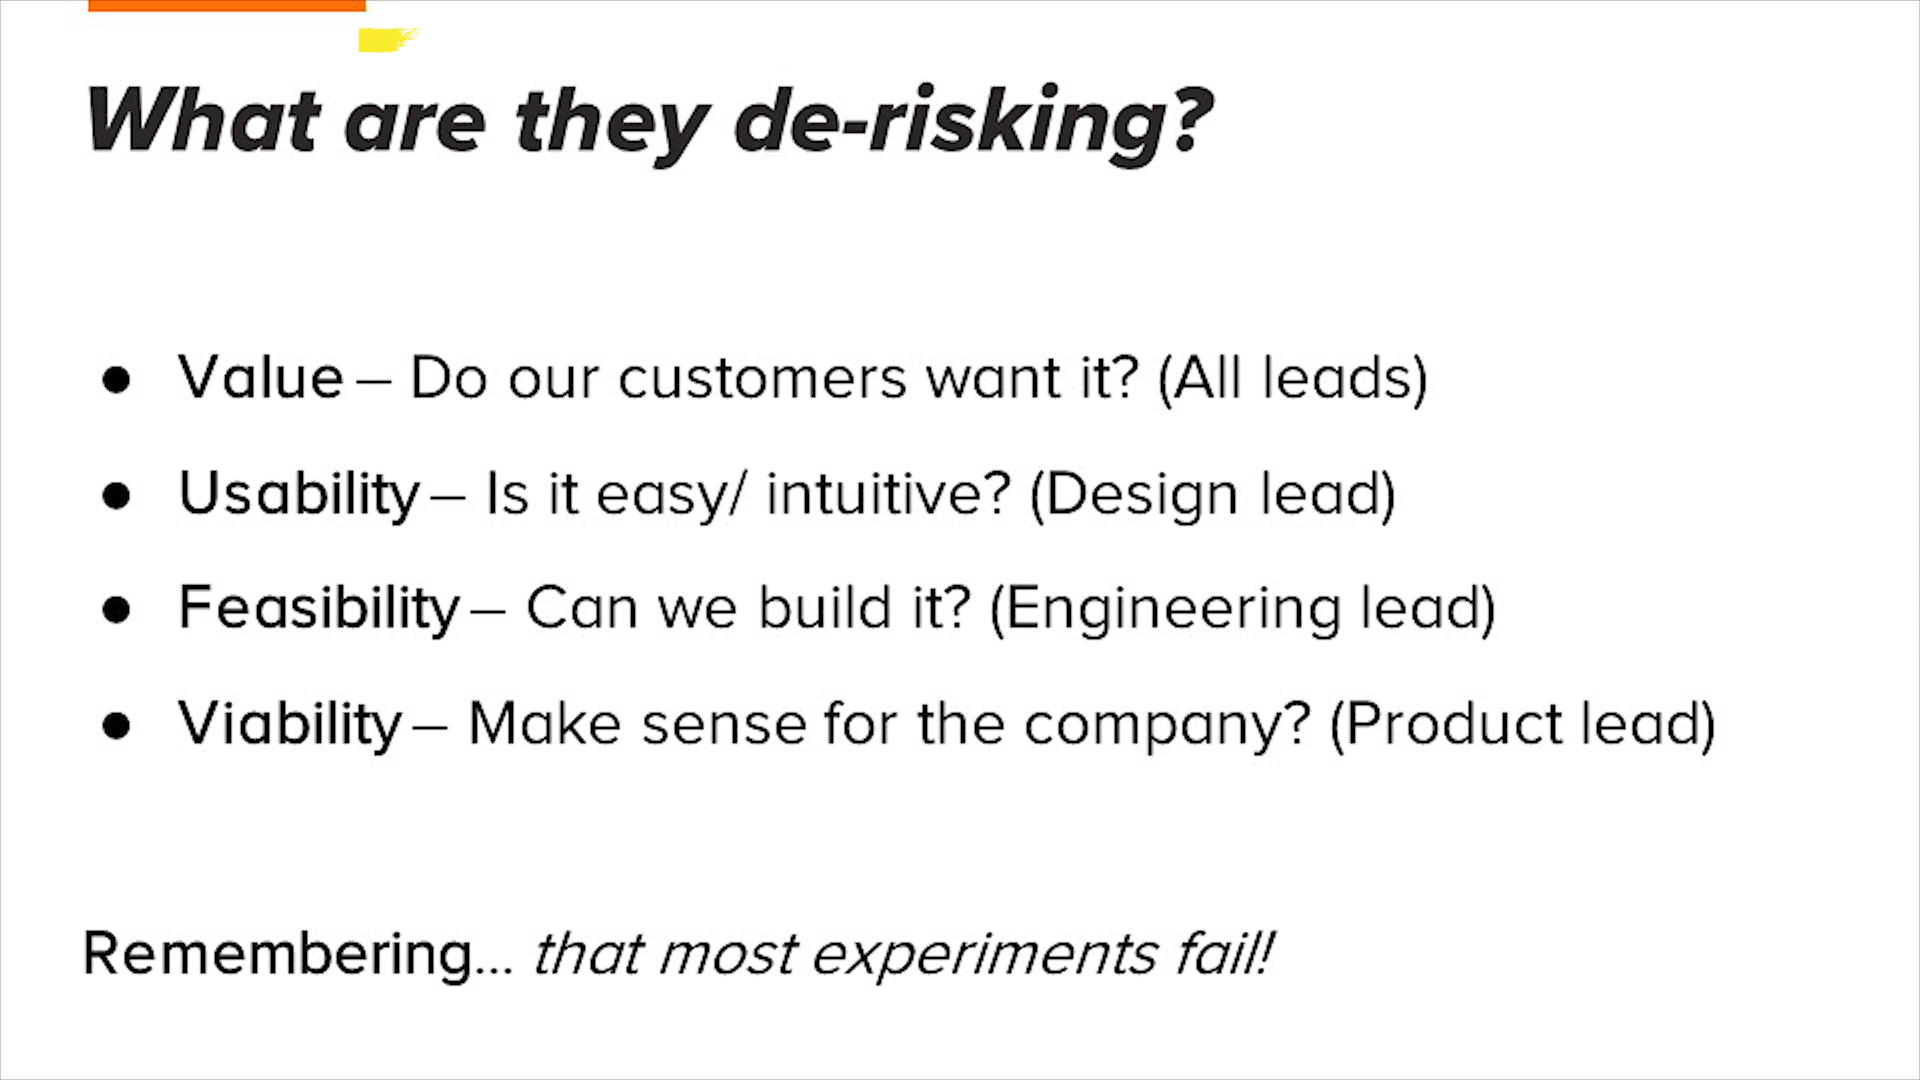 What are they de-risking?
● Value – Do our customers want it? (All leads)
● Usability – Is it easy/ intuitive? (Design lead)
● Feasibility – Can we build it? (Engineering lead)
● Viability – Make sense for the company? (Product lead)
Remembering... that most experiments fail!